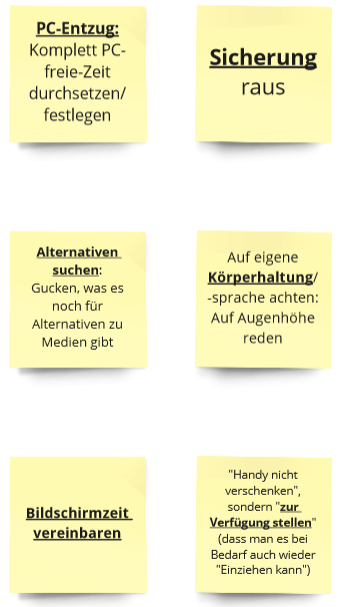 PC-Entzug:
Komplett PC-
freie-Zeit
durchsetzen/
festlegen
Sicherung
raus
Alternativen
suchen:
Gucken, was es
noch für
Alternativen zu
Medien gibt
Auf eigene
Körperhaltung/
-sprache achten:
Auf Augenhöhe
reden
Bildschirmzeit
vereinbaren
"Handy nicht
verschenken",
sondern "zur
Verfügung stellen"
(dass man es bei
Bedarf auch wieder
"Einziehen kann")